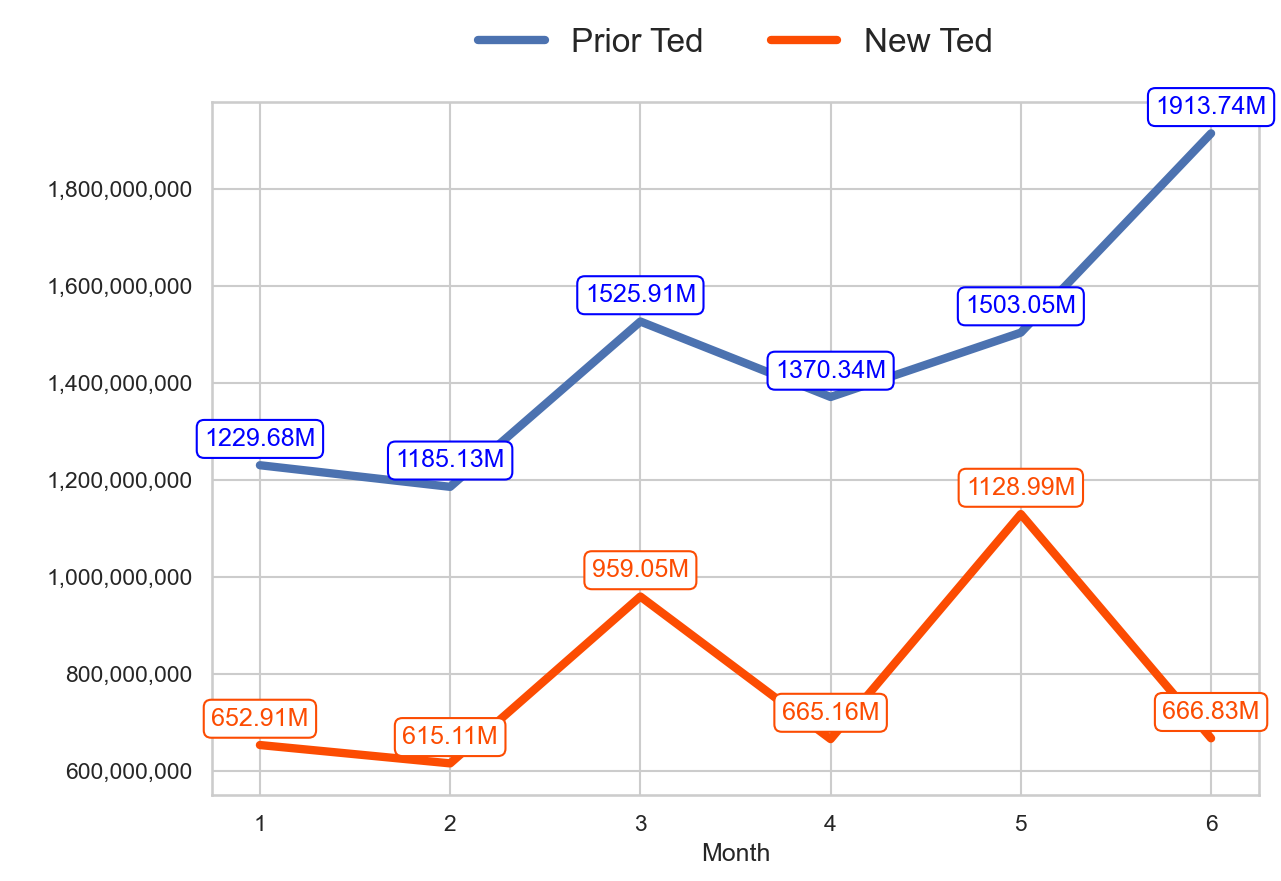 Prior Ted New Ted
1913.74M
1,800,000,000
1,600,000,000
1525.91M
1503.05M
1,400,000,000
1370.34M
1229.68M
1185.13M
1,200,000,000
1128.99M
1,000,000,000
959.05M
800,000,000
652.91M
615.11M
665.16M
666.83M
600,000,000
1 2 3 4 5 6
Month